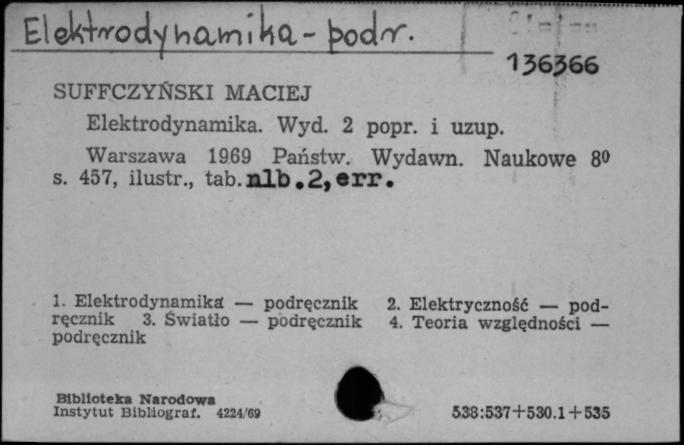 Elektrodynamika - podr.
136366
SUFFCZYŃSKI MACIEJ
Elektrodynamika. Wyd. 2 popr. i uzup.
Warszawa 1969 Państw. Wydawn. Naukowe 8º
s. 457, ilustr., tab. nlb. 2, err.
1. Elektrodynamika — podręcznik 2. Elektryczność — pod-
ręcznik 3. Światło — podręcznik 4. Teoria względności —
podręcznik
Biblioteka Narodowa
Instytut Bibliograf. 4224/69
538:537+530.1+535